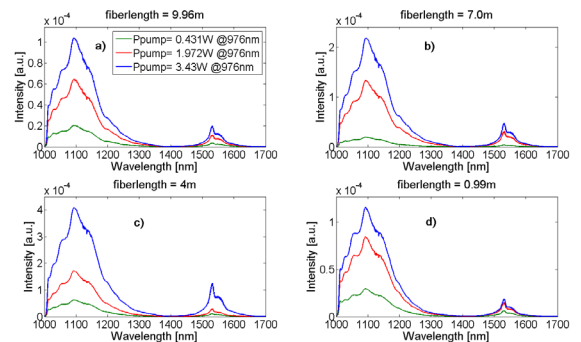 fiberlength = 9.96m
x 10⁻⁴
a)
Ppump= 0.431W @976nm
Ppump= 1.972W @976nm
Ppump= 3.43W @976nm
Intensity [a.u.]
1
0.8
0.6
0.4
0.2
0
1000 1100 1200 1300 1400 1500 1600 1700
Wavelength [nm]
fiberlength = 7.0m
x 10⁻⁴
b)
Intensity [a.u.]
2
1
0
1000 1100 1200 1300 1400 1500 1600 1700
Wavelength [nm]
fiberlength = 4m
x 10⁻⁴
c)
Intensity [a.u.]
4
3
2
1
0
1000 1100 1200 1300 1400 1500 1600 1700
Wavelength [nm]
fiberlength = 0.99m
x 10⁻⁴
d)
Intensity [a.u.]
1
0.5
0
1000 1100 1200 1300 1400 1500 1600 1700
Wavelength [nm]